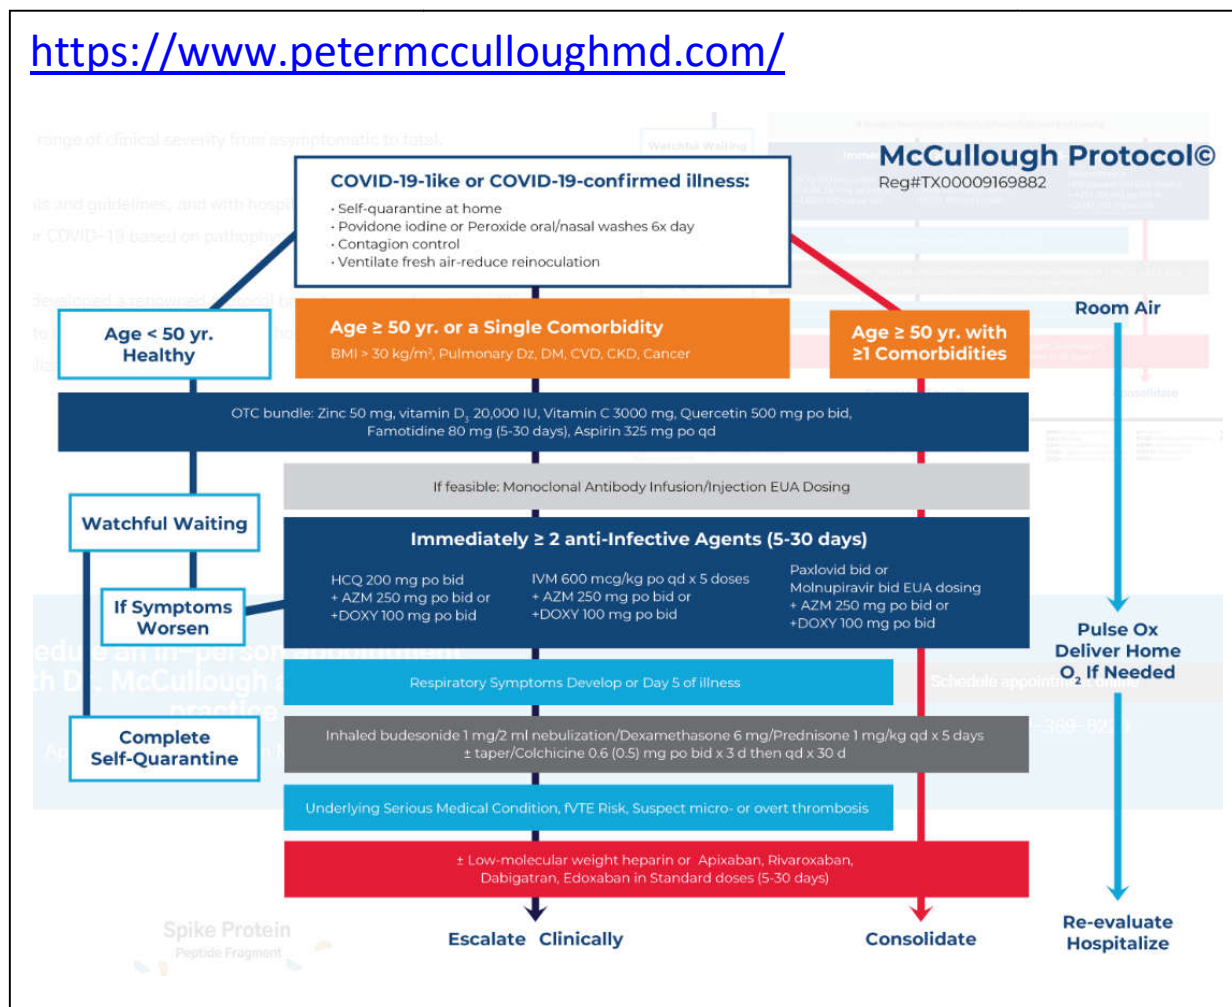 https://www.petermcculloughmd.com/
range of clinical severity from asymptomatic to fatal.
Watchful Waiting
McCullough Protocol©
Reg#TX00009169882
COVID-19-like or COVID-19-confirmed illness:
• Self-quarantine at home
• Povidone iodine or Peroxide oral/nasal washes 6x day
• Contagion control
• Ventilate fresh air-reduce reinoculation
Age < 50 yr.
Healthy
Age ≥ 50 yr. or a Single Comorbidity
BMI > 30 kg/m², Pulmonary Dz, DM, CVD, CKD, Cancer
Age ≥ 50 yr. with
≥1 Comorbidities
Room Air
OTC bundle: Zinc 50 mg, vitamin D₃ 20,000 IU, Vitamin C 3000 mg, Quercetin 500 mg po bid,
Famotidine 80 mg (5-30 days), Aspirin 325 mg po qd
If feasible: Monoclonal Antibody Infusion/Injection EUA Dosing
Watchful Waiting
Immediately ≥ 2 anti-Infective Agents (5-30 days)
HCQ 200 mg po bid
+ AZM 250 mg po bid or
+DOXY 100 mg po bid
IVM 600 mcg/kg po qd x 5 doses
+ AZM 250 mg po bid or
+DOXY 100 mg po bid
Paxlovid bid or
Molnupiravir bid EUA dosing
+ AZM 250 mg po bid or
+DOXY 100 mg po bid
If Symptoms
Worsen
Pulse Ox
Deliver Home
O₂ If Needed
Respiratory Symptoms Develop or Day 5 of illness
Schedule appointment online
Complete
Self-Quarantine
Inhaled budesonide 1 mg/2 ml nebulization/Dexamethasone 6 mg/Prednisone 1 mg/kg qd x 5 days
± taper/Colchicine 0.6 (0.5) mg po bid x 3 d then qd x 30 d
Underlying Serious Medical Condition, fVTE Risk, Suspect micro- or overt thrombosis
± Low-molecular weight heparin or Apixaban, Rivaroxaban,
Dabigatran, Edoxaban in Standard doses (5-30 days)
Spike Protein
Peptide Fragment
Escalate Clinically
Consolidate
Re-evaluate
Hospitalize